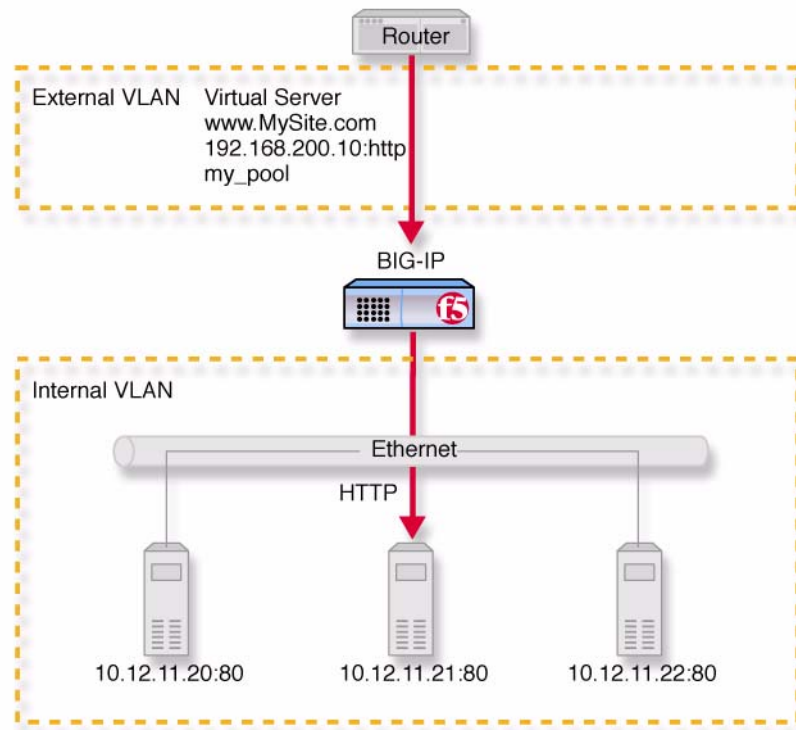 Router
External VLAN
Virtual Server
www.MySite.com
192.168.200.10:http
my_pool
BIG-IP
f5
Internal VLAN
Ethernet
HTTP
10.12.11.20:80
10.12.11.21:80
10.12.11.22:80